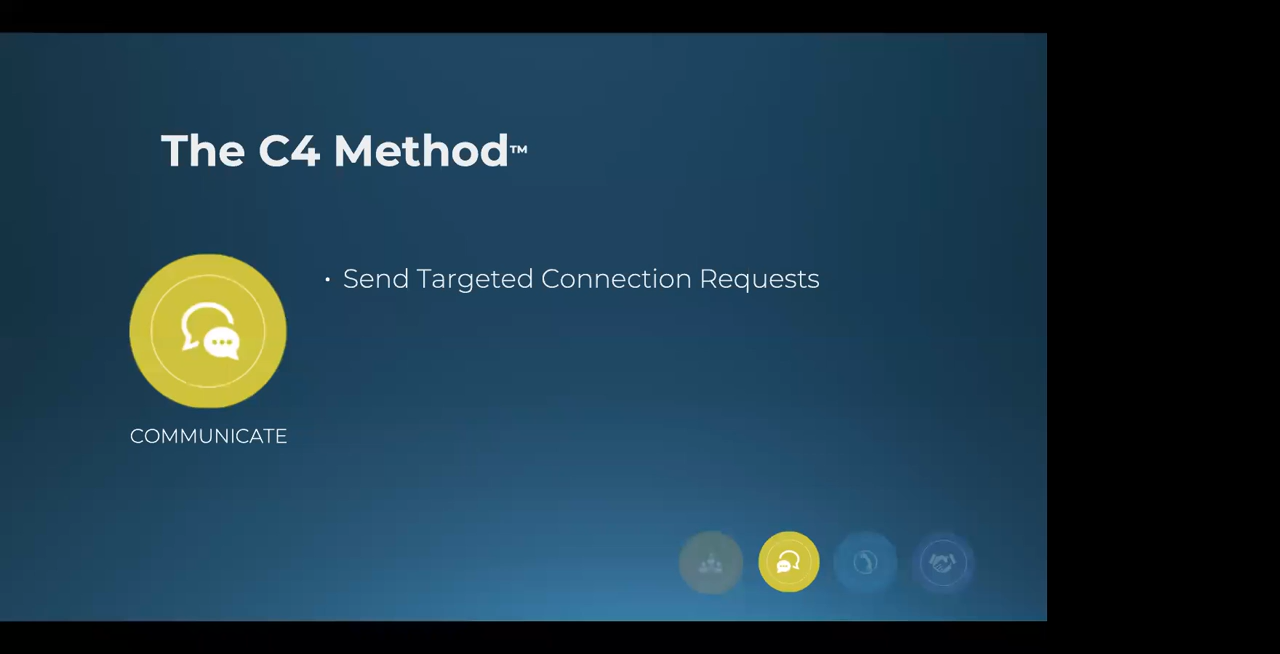 The C4 Method™
• Send Targeted Connection Requests
COMMUNICATE